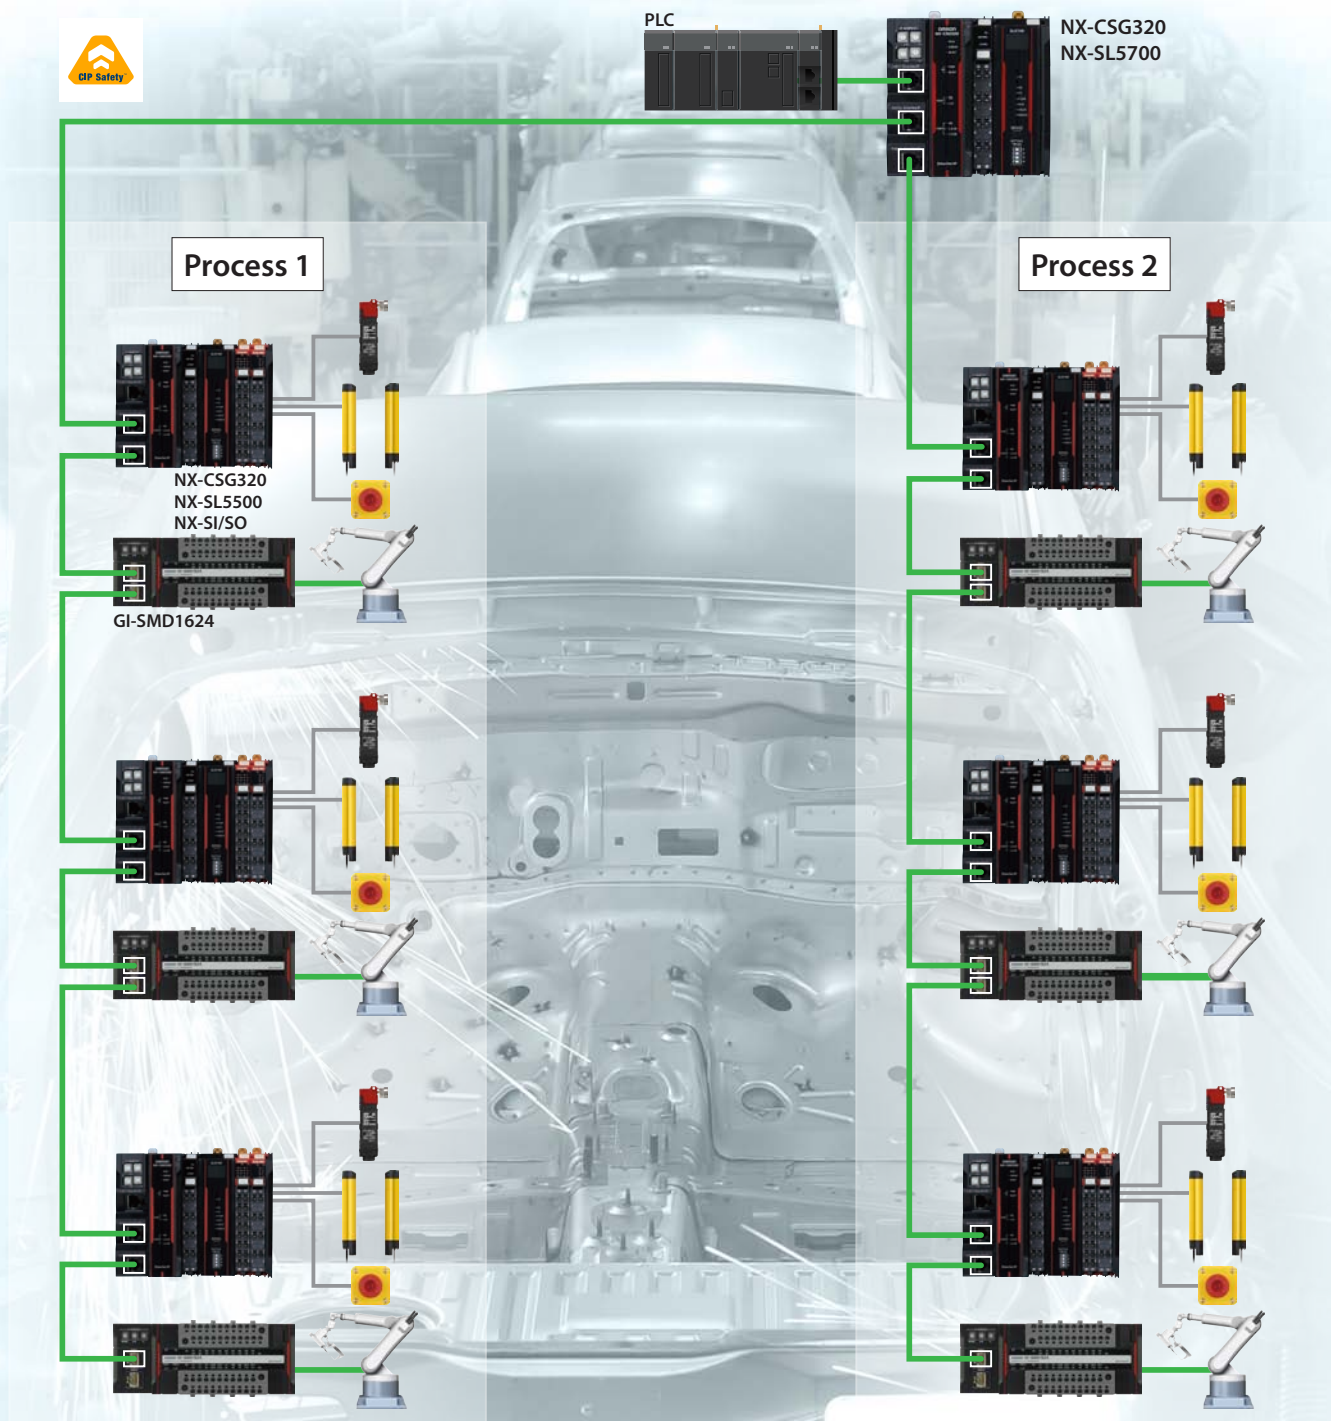 CIP Safety
PLC
NX-CSG320
NX-SL5700
Process 1
Process 2
NX-CSG320
NX-SL5500
NX-SI/SO
GI-SMD1624